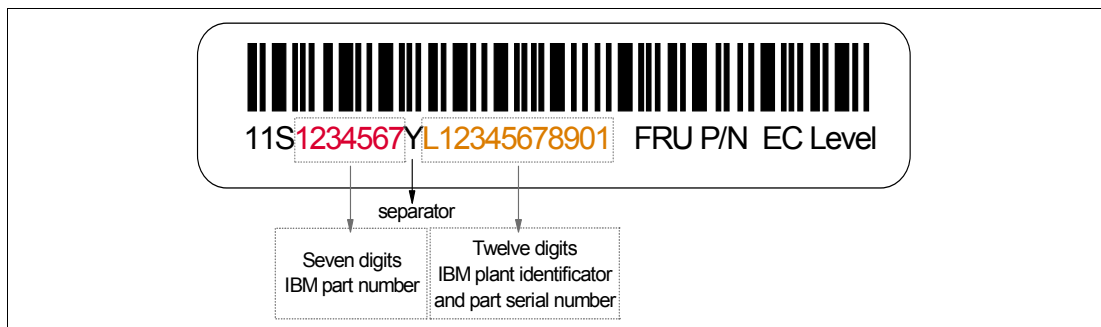 11S1234567YL12345678901 FRU P/N EC Level
separator
Seven digits
IBM part number
Twelve digits
IBM plant identificator
and part serial number